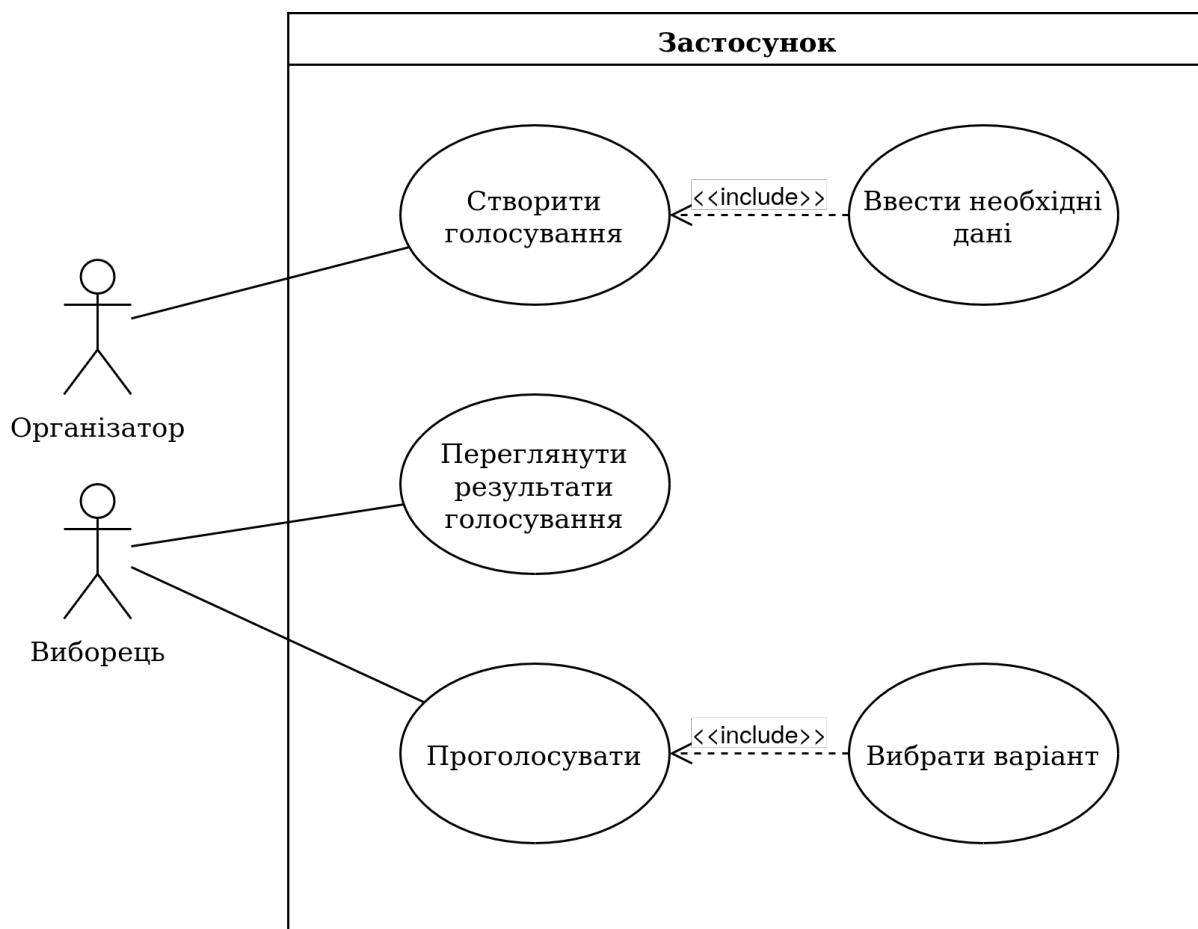 Застосунок
Створити
голосування
<<include>>
Ввести необхідні
дані
Організатор
Переглянути
результати
голосування
Виборець
Проголосувати
<<include>>
Вибрати варіант